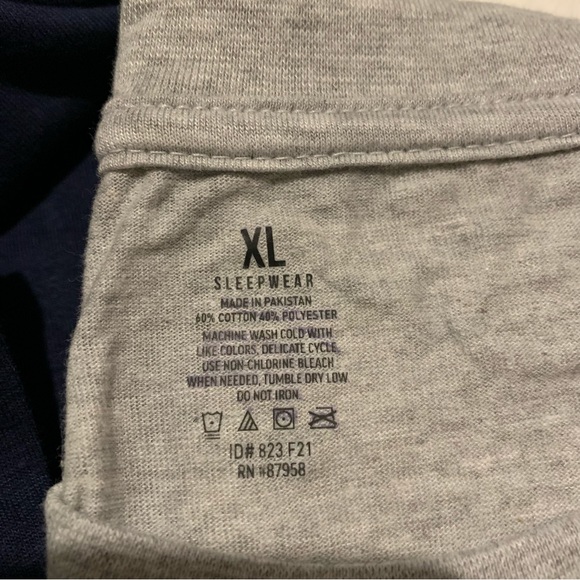 XL
SLEEPWEAR
MADE IN PAKISTAN
60% COTTON 40% POLYESTER
MACHINE WASH COLD WITH
LIKE COLORS, DELICATE CYCLE,
USE NON-CHLORINE BLEACH
WHEN NEEDED, TUMBLE DRY LOW
DO NOT IRON.
ID# 823 F21
RN #87958